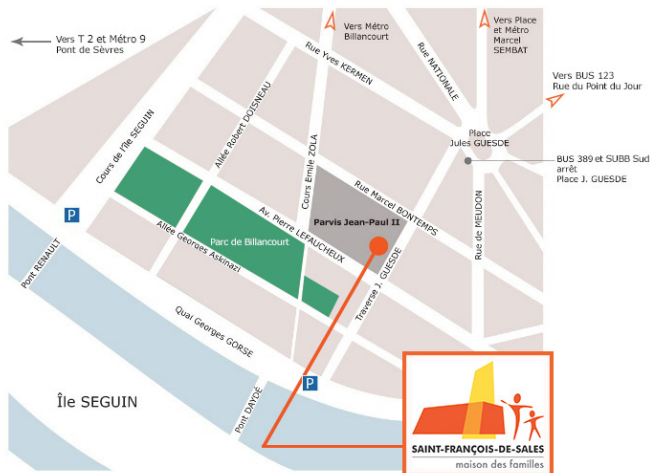 Vers T 2 et Métro 9
Pont de Sèvres
Vers Métro
Billancourt
Vers Place
et Métro
Marcel
SEMBAT
Rue Yves KERMEN
Rue NATIONALE
Vers BUS 123
Rue du Point du Jour
Allée Robert DOISNEAU
Cours de l'île SEGUIN
Cours Emile ZOLA
Place
Jules GUESDE
BUS 389 et SUBB Sud
arrêt
Place J. GUESDE
Rue Marcel BONTEMPS
Parvis Jean-Paul II
Rue de MEUDON
P
Av. Pierre LEFAUCHEUX
Parc de Billancourt
Allée Georges Askinazi
Traverse J. GUESDE
Pont RENAULT
Quai Georges GORSE
P
Île SEGUIN
Pont DAYDÉ
SAINT-FRANÇOIS-DE-SALES
maison des familles